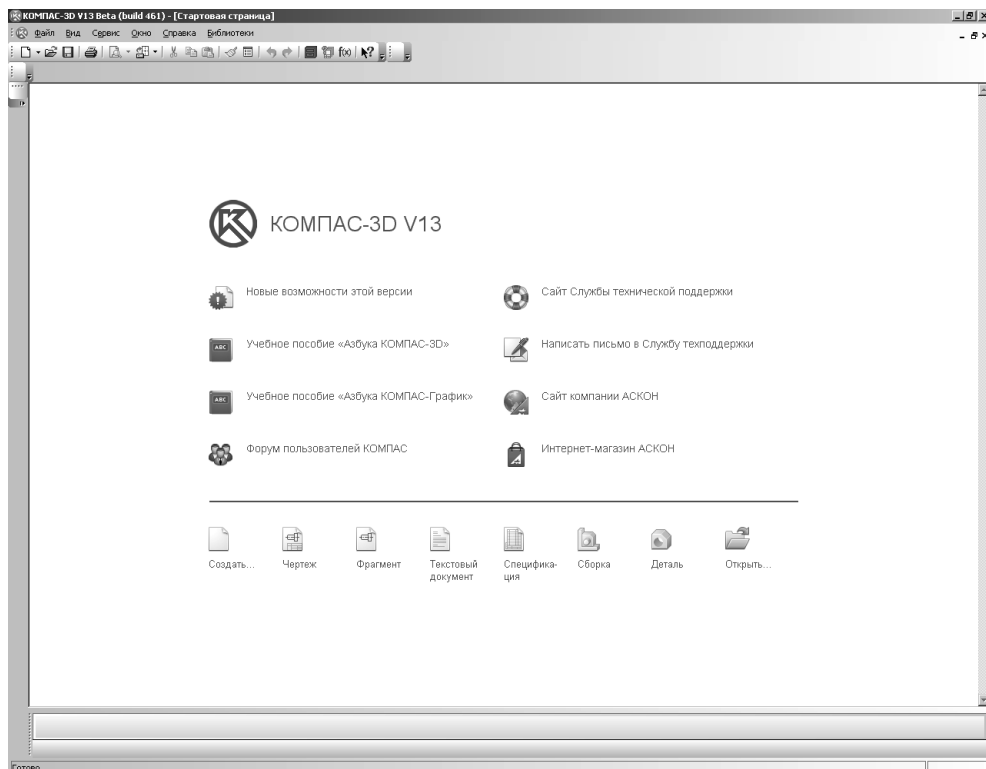 КОМПАС-3D V13 Beta (build 461) - [Стартовая страница]
Файл Вид Сервис Окно Справка Библиотеки
f(x)
КОМПАС-3D V13
Новые возможности этой версии
Сайт Службы технической поддержки
ABC
Учебное пособие «Азбука КОМПАС-3D»
Написать письмо в Службу техподдержки
ABC
Учебное пособие «Азбука КОМПАС-График»
Сайт компании АСКОН
Форум пользователей КОМПАС
Интернет-магазин АСКОН
Создать...
Чертеж
Фрагмент
Текстовый
документ
Специфика-
ция
Сборка
Деталь
Открыть...
Готово